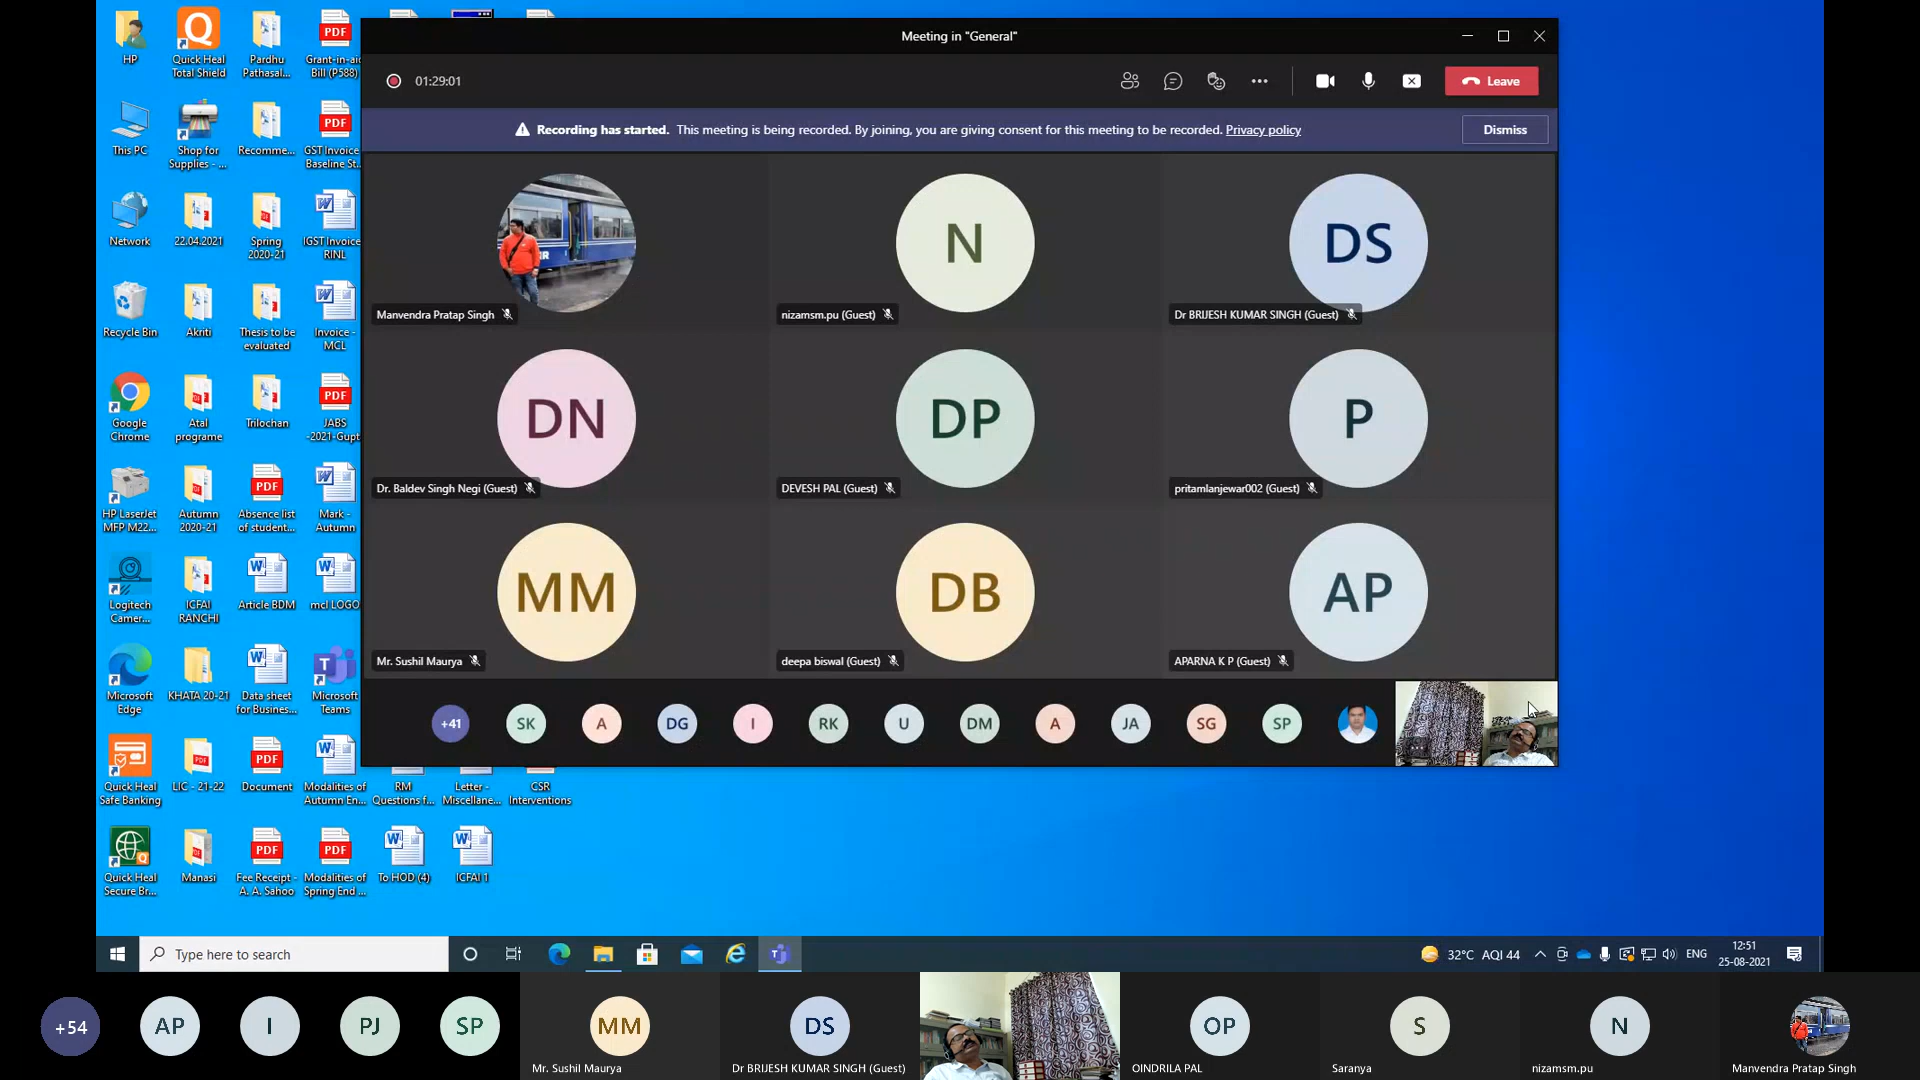 Meeting in "General"
01:29:01
Leave
Recording has started. This meeting is being recorded. By joining, you are giving consent for this meeting to be recorded. Privacy policy
Dismiss
HP
Quick Heal
Total Shield
Pardhu
Pathasal...
Grant-in-aid
Bill (P588)
This PC
Shop for
Supplies - ...
Recomme...
GST Invoice
Baseline St...
Network
22.04.2021
Spring
2020-21
IGST Invoice
RINL
Recycle Bin
Akriti
Thesis to be
evaluated
Invoice -
MCL
Google
Chrome
Atal
programe
Trilochan
JABS
-2021-Gupt
HP LaserJet
MFP M22...
Autumn
2020-21
Absence list
of student...
Mark -
Autumn
Logitech
Camer...
ICFAI
RANCHI
Article BDM
mcl LOGO
Microsoft
Edge
KHATA 20-21
Data sheet
for Busines...
Microsoft
Teams
Quick Heal
Safe Banking
LIC - 21-22
Document
Modalities of
Autumn En...
RM
Questions f...
Letter -
Miscellane...
CSR
Interventions
Quick Heal
Secure Br...
Manasi
Fee Receipt -
A. A. Sahoo
Modalities of
Spring End ...
To HOD (4)
ICFAI 1
N
DS
Manvendra Pratap Singh
nizamsm.pu (Guest)
Dr BRIJESH KUMAR SINGH (Guest)
DN
DP
P
Dr. Baldev Singh Negi (Guest)
DEVESH PAL (Guest)
pritamlanjewar002 (Guest)
MM
DB
AP
Mr. Sushil Maurya
deepa biswal (Guest)
APARNA K P (Guest)
+41
SK
A
DG
I
RK
U
DM
A
JA
SG
SP
Type here to search
32°C AQI 44
ENG
12:51
25-08-2021
+54
AP
I
PJ
SP
MM
DS
OP
S
N
Mr. Sushil Maurya
Dr BRIJESH KUMAR SINGH (Guest)
OINDRILA PAL
Saranya
nizamsm.pu
Manvendra Pratap Singh